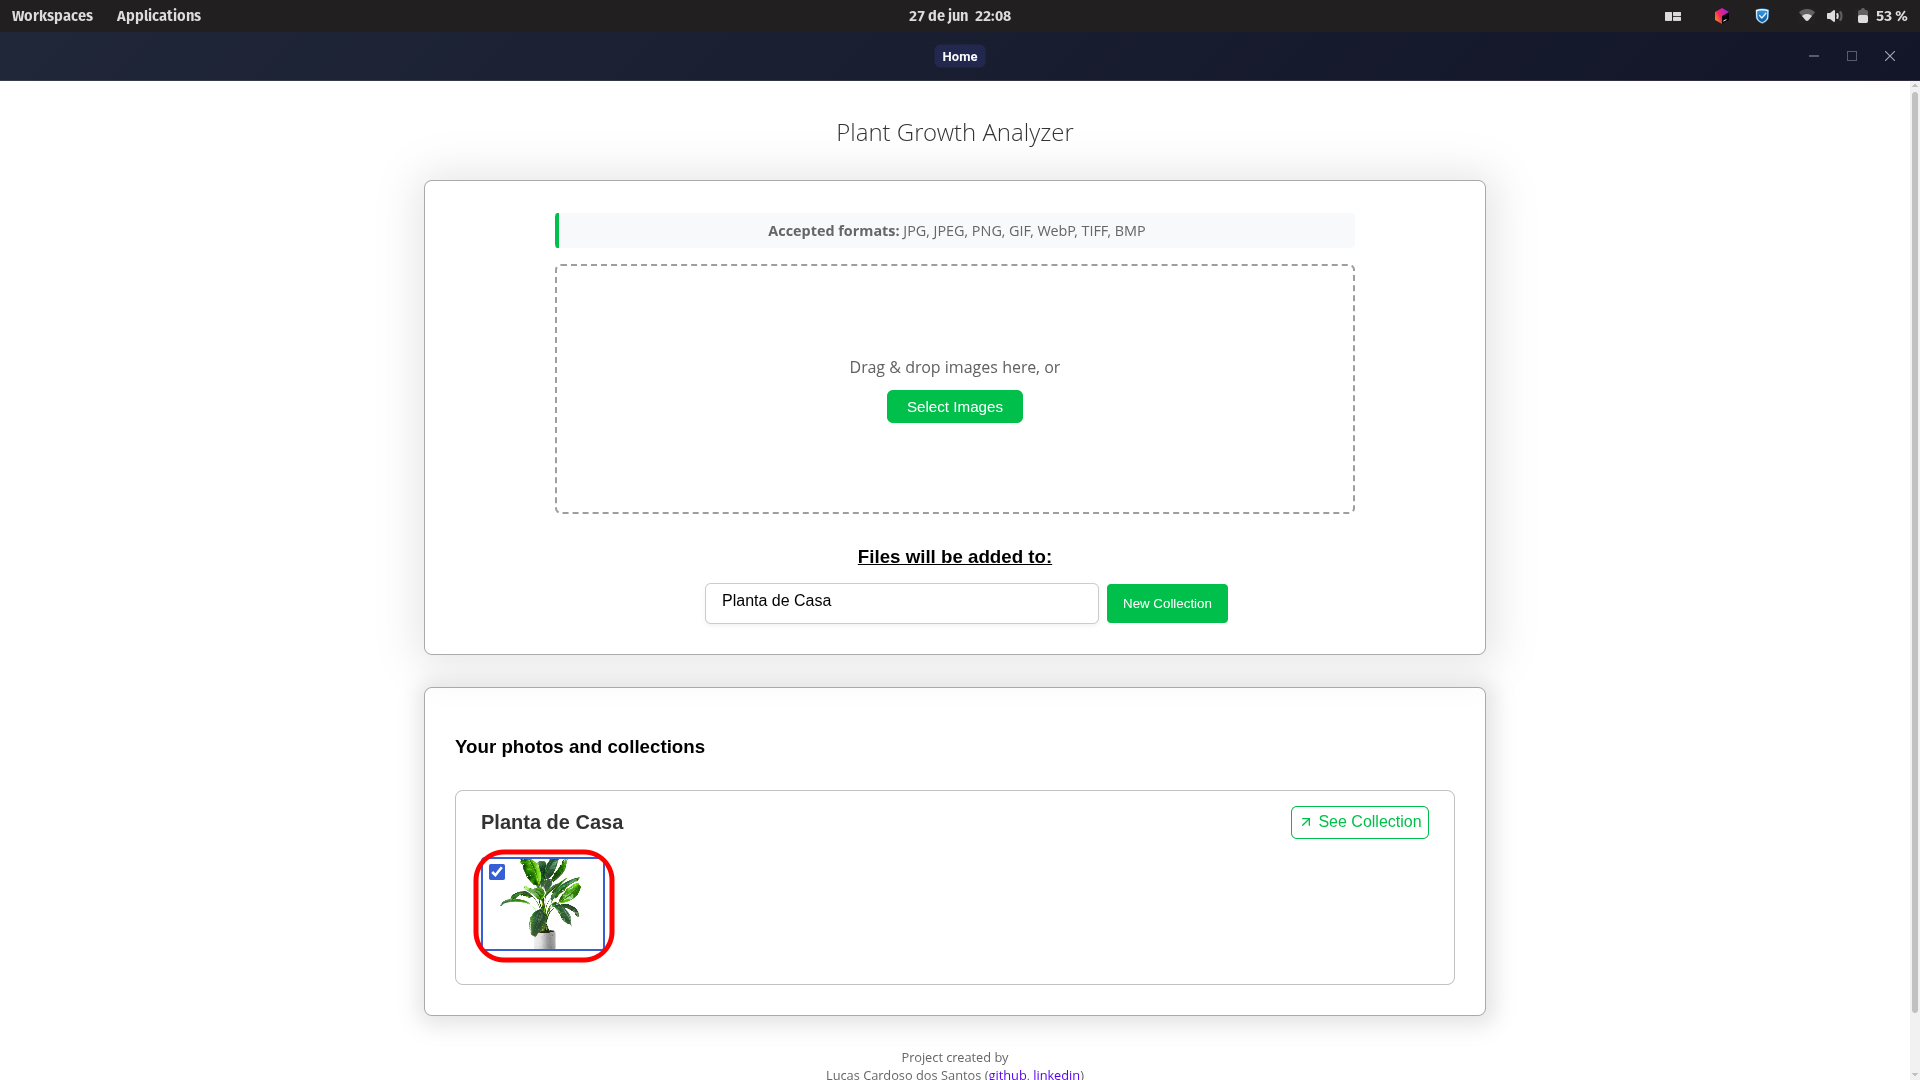 Workspaces Applications 27 de jun 22:08 53 %
Home
Plant Growth Analyzer
Accepted formats: JPG, JPEG, PNG, GIF, WebP, TIFF, BMP
Drag & drop images here, or
Select Images
Files will be added to:
Planta de Casa New Collection
Your photos and collections
Planta de Casa See Collection
Project created by
Lucas Cardoso dos Santos (github, linkedin)